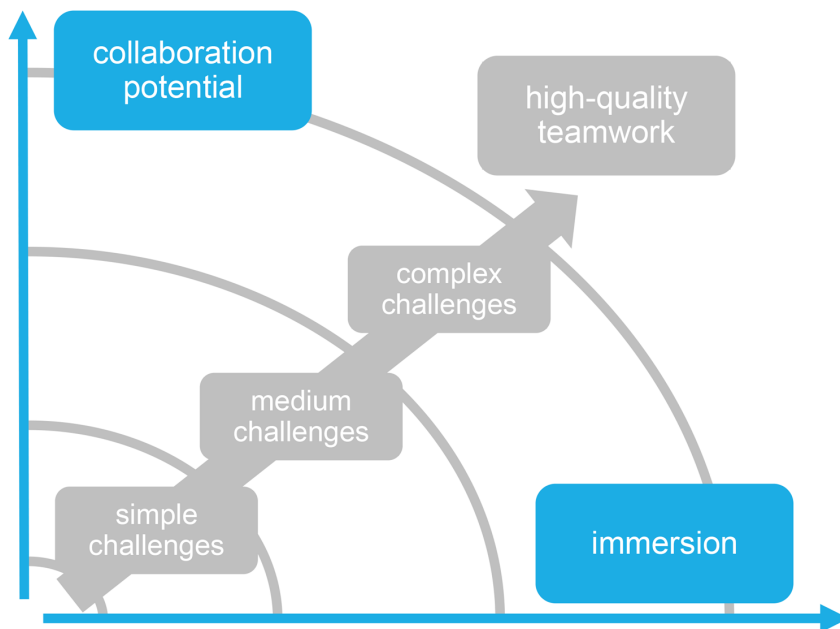 collaboration
potential
high-quality
teamwork
complex
challenges
medium
challenges
simple
challenges
immersion